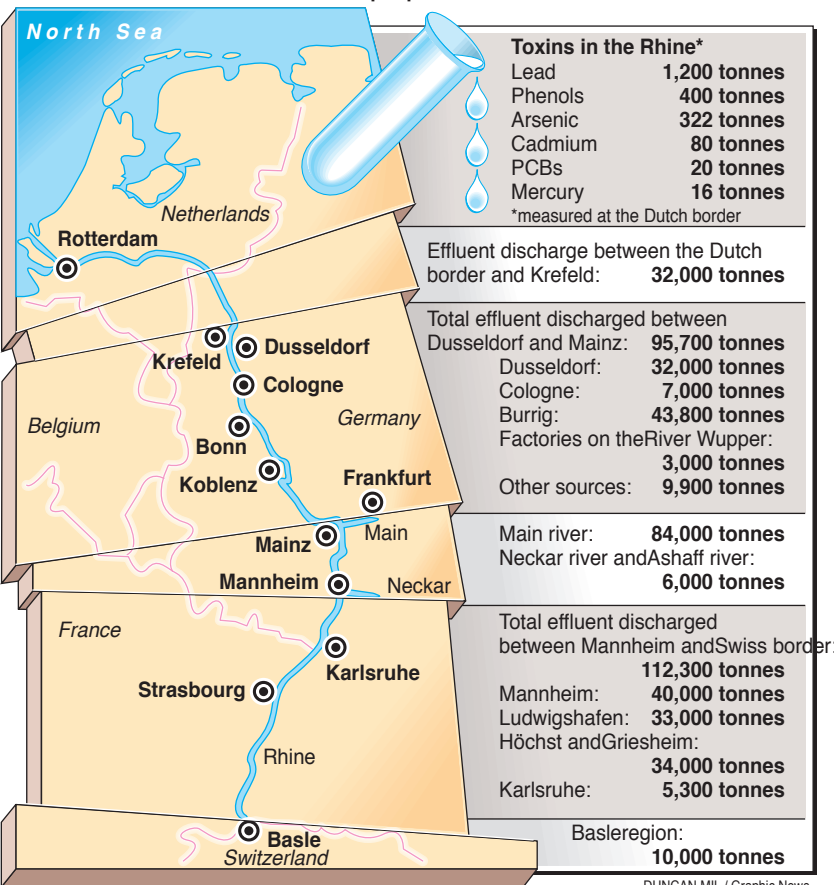 North Sea
Netherlands
Rotterdam
Krefeld
Dusseldorf
Cologne
Belgium
Germany
Bonn
Koblenz
Frankfurt
Mainz
Main
Mannheim
Neckar
France
Karlsruhe
Strasbourg
Rhine
Basle
Switzerland
Toxins in the Rhine*
Lead 1,200 tonnes
Phenols 400 tonnes
Arsenic 322 tonnes
Cadmium 80 tonnes
PCBs 20 tonnes
Mercury 16 tonnes
*measured at the Dutch border
Effluent discharge between the Dutch
border and Krefeld: 32,000 tonnes
Total effluent discharged between
Dusseldorf and Mainz: 95,700 tonnes
Dusseldorf: 32,000 tonnes
Cologne: 7,000 tonnes
Burrig: 43,800 tonnes
Factories on theRiver Wupper:
3,000 tonnes
Other sources: 9,900 tonnes
Main river: 84,000 tonnes
Neckar river andAshaff river:
6,000 tonnes
Total effluent discharged
between Mannheim andSwiss border:
112,300 tonnes
Mannheim: 40,000 tonnes
Ludwigshafen: 33,000 tonnes
Höchst andGriesheim:
34,000 tonnes
Karlsruhe: 5,300 tonnes
Basleregion:
10,000 tonnes